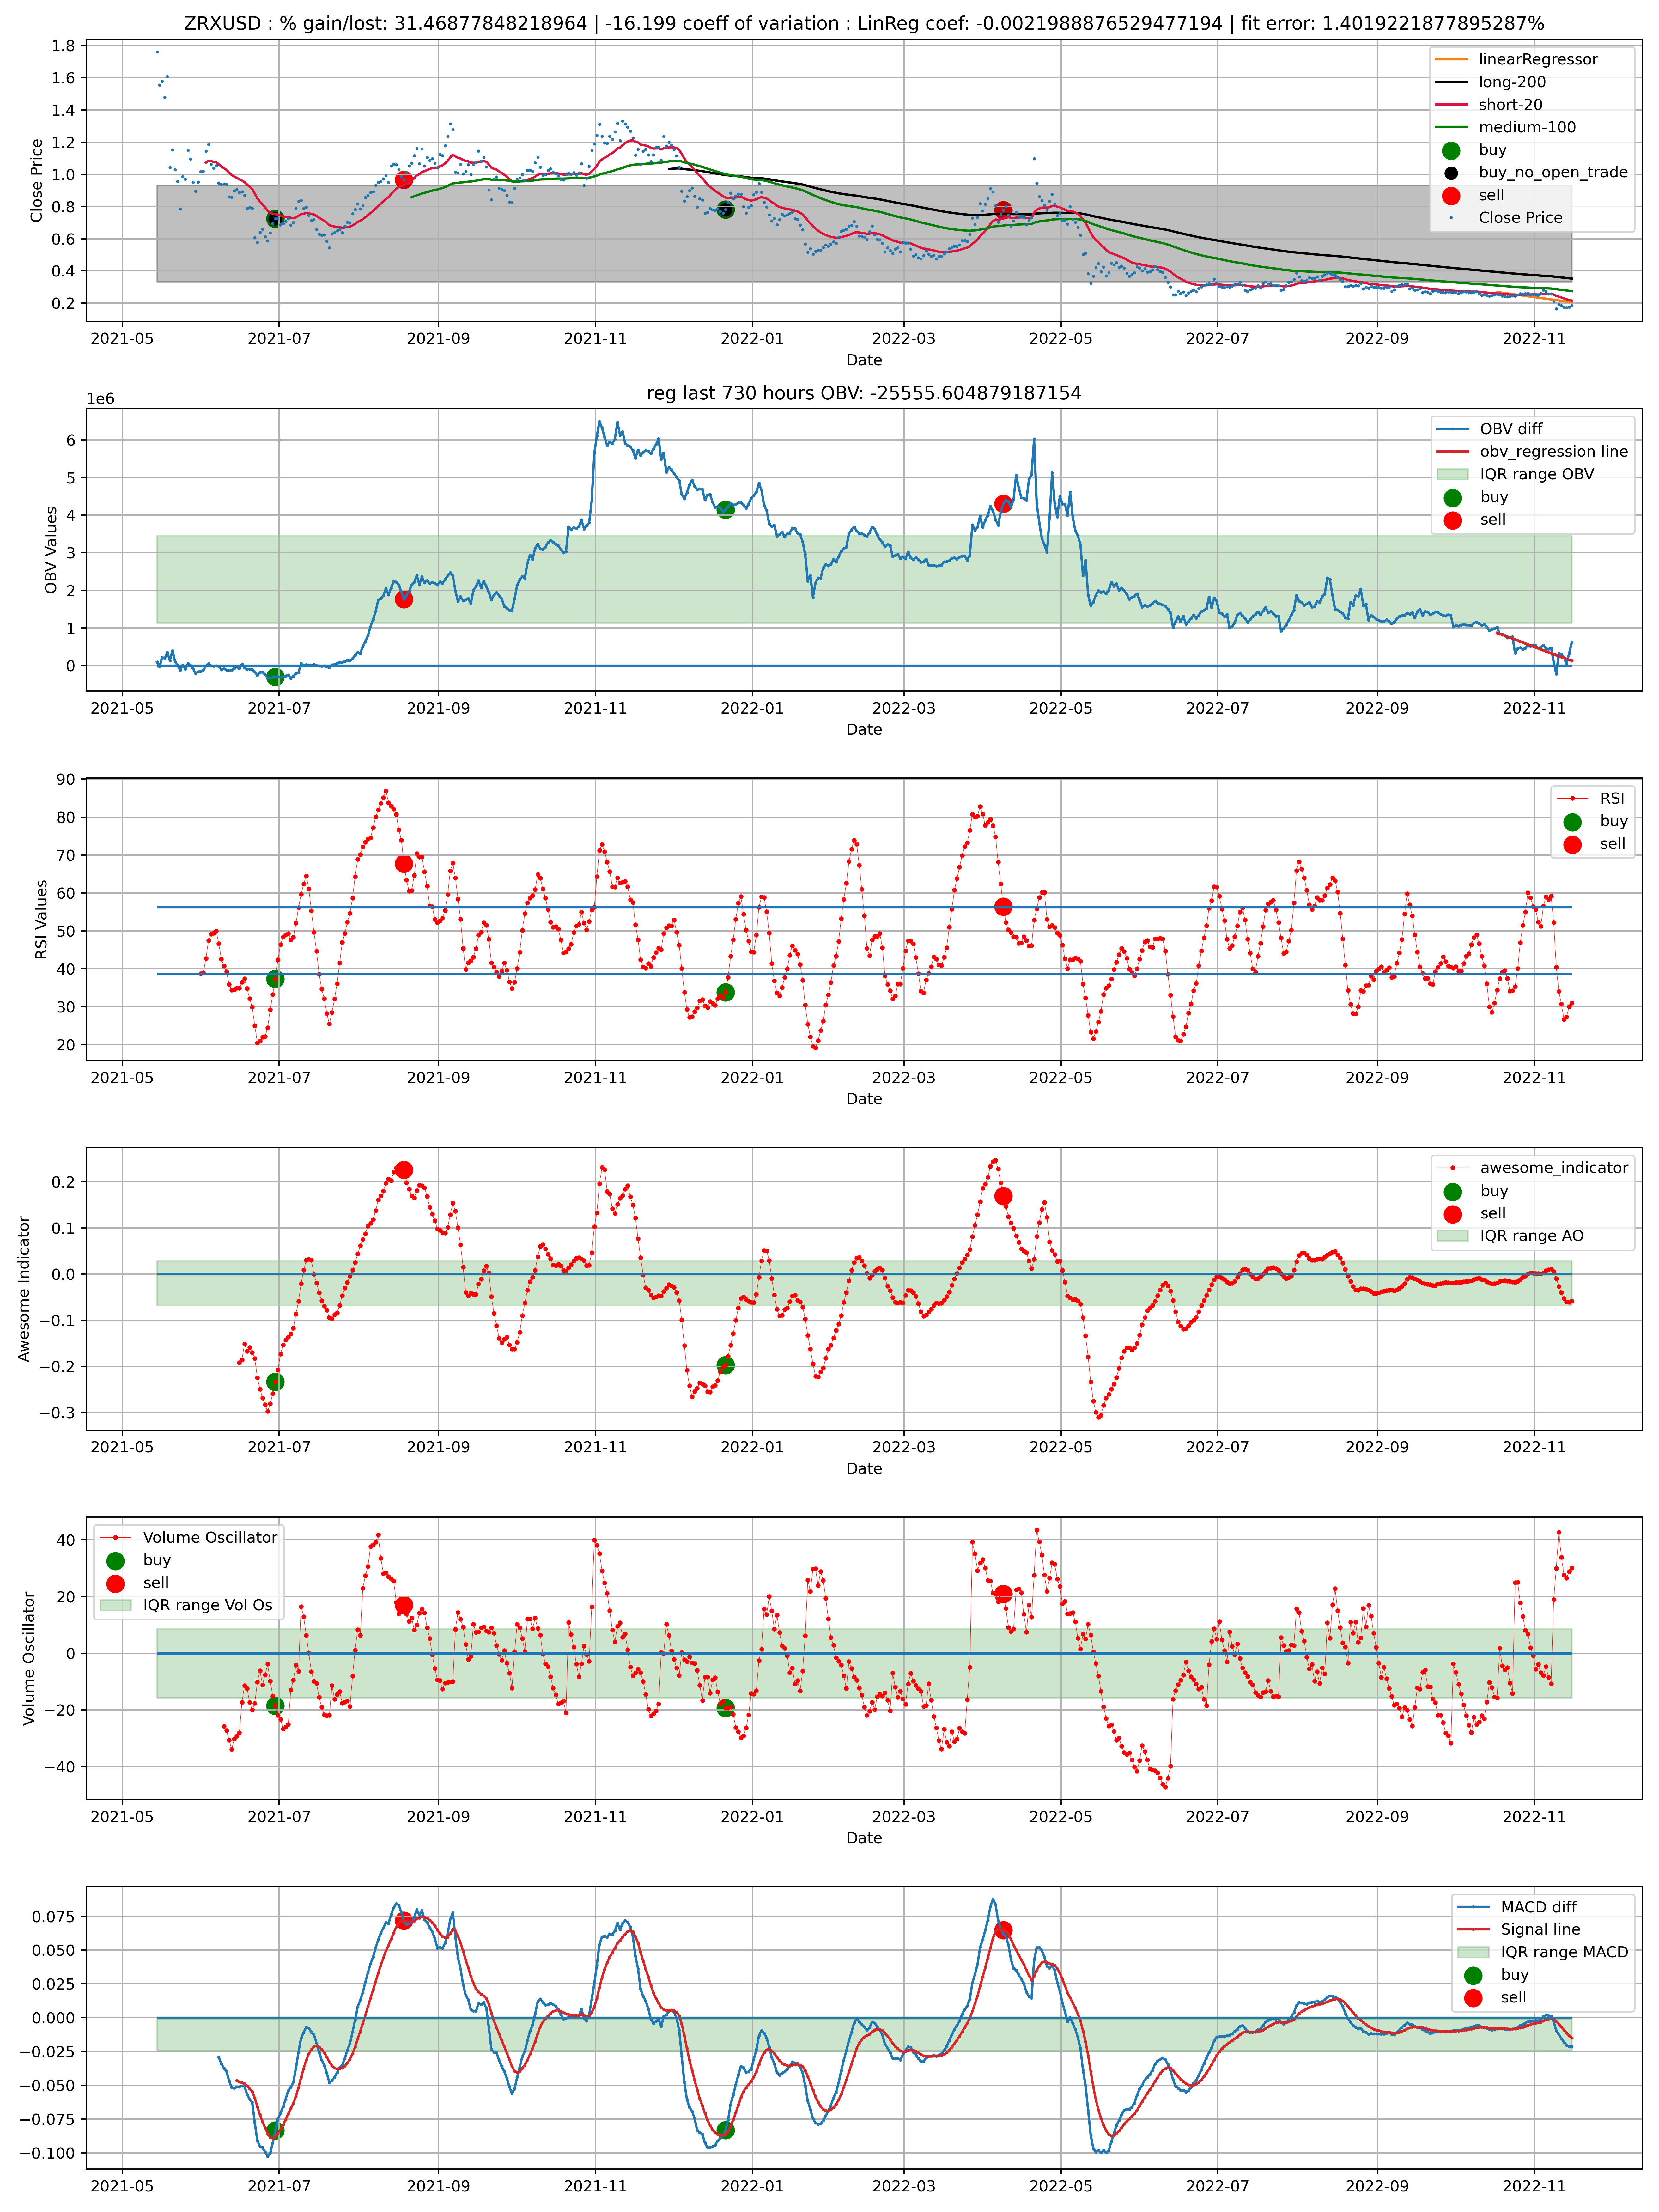 ZRXUSD : % gain/lost: 31.46877848218964 | -16.199 coeff of variation : LinReg coef: -0.0021988876529477194 | fit error: 1.4019221877895287%
Close Price
1.8
1.6
1.4
1.2
1.0
0.8
0.6
0.4
0.2
linearRegressor
long-200
short-20
medium-100
buy
buy_no_open_trade
sell
Close Price
2021-05 2021-07 2021-09 2021-11 2022-01 2022-03 2022-05 2022-07 2022-09 2022-11
Date
reg last 730 hours OBV: -25555.604879187154
1e6
OBV Values
6
5
4
3
2
1
0
OBV diff
obv_regression line
IQR range OBV
buy
sell
2021-05 2021-07 2021-09 2021-11 2022-01 2022-03 2022-05 2022-07 2022-09 2022-11
Date
RSI Values
90
80
70
60
50
40
30
20
RSI
buy
sell
2021-05 2021-07 2021-09 2021-11 2022-01 2022-03 2022-05 2022-07 2022-09 2022-11
Date
Awesome Indicator
0.2
0.1
0.0
−0.1
−0.2
−0.3
awesome_indicator
buy
sell
IQR range AO
2021-05 2021-07 2021-09 2021-11 2022-01 2022-03 2022-05 2022-07 2022-09 2022-11
Date
Volume Oscillator
40
20
0
−20
−40
Volume Oscillator
buy
sell
IQR range Vol Os
2021-05 2021-07 2021-09 2021-11 2022-01 2022-03 2022-05 2022-07 2022-09 2022-11
Date
0.075
0.050
0.025
0.000
−0.025
−0.050
−0.075
−0.100
MACD diff
Signal line
IQR range MACD
buy
sell
2021-05 2021-07 2021-09 2021-11 2022-01 2022-03 2022-05 2022-07 2022-09 2022-11